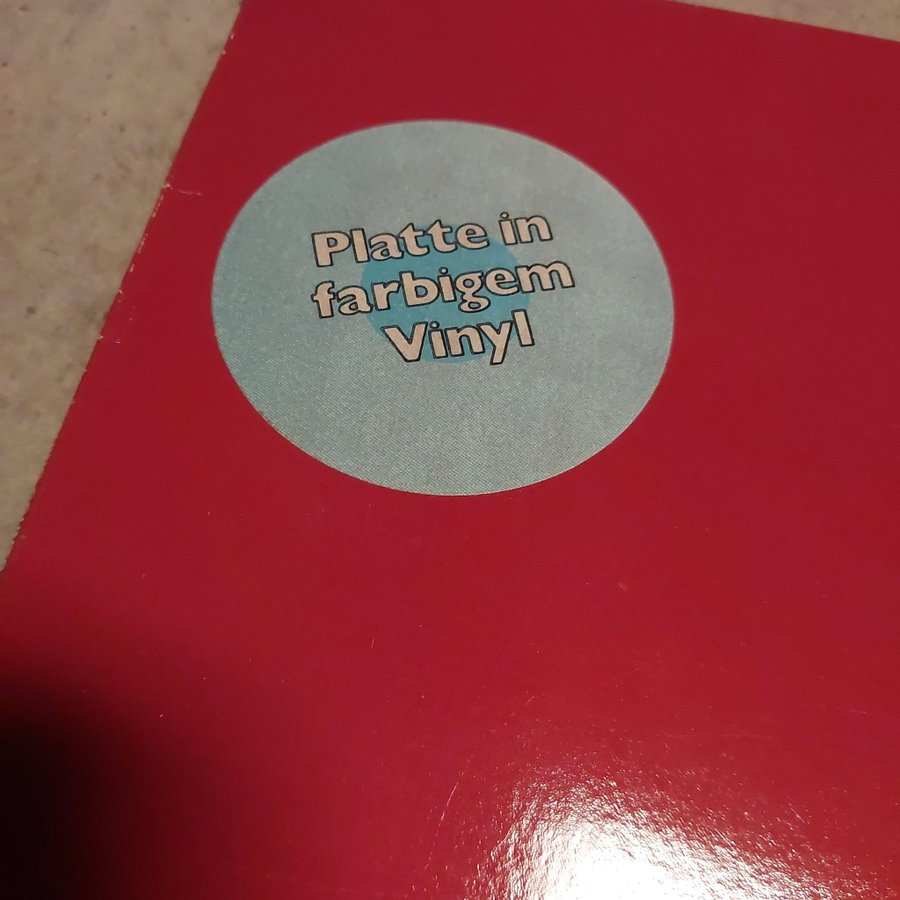 Platte in
farbigem
Vinyl